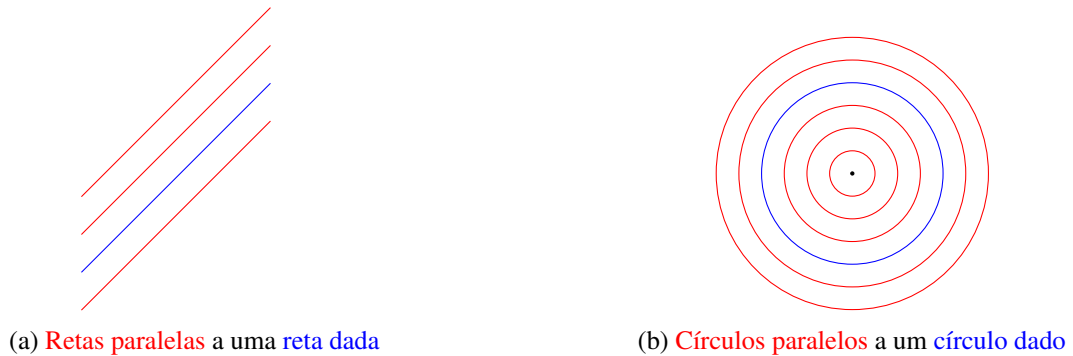 (a) Retas paralelas a uma reta dada
(b) Círculos paralelos a um círculo dado